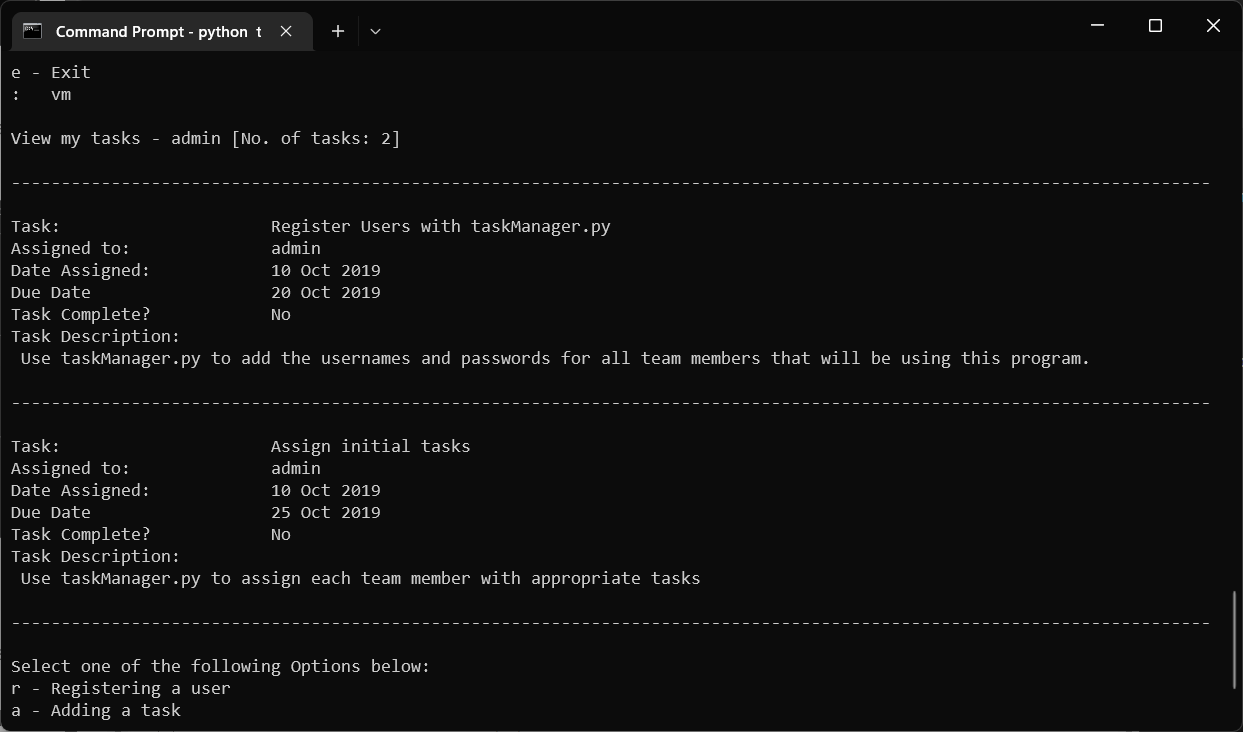 Command Prompt - python t
e - Exit
:   vm
View my tasks - admin [No. of tasks: 2]
------------------------------------------------------------------------------------------------------------------------
Task:                     Register Users with taskManager.py
Assigned to:              admin
Date Assigned:            10 Oct 2019
Due Date                  20 Oct 2019
Task Complete?            No
Task Description:
 Use taskManager.py to add the usernames and passwords for all team members that will be using this program.
------------------------------------------------------------------------------------------------------------------------
Task:                     Assign initial tasks
Assigned to:              admin
Date Assigned:            10 Oct 2019
Due Date                  25 Oct 2019
Task Complete?            No
Task Description:
 Use taskManager.py to assign each team member with appropriate tasks
------------------------------------------------------------------------------------------------------------------------
Select one of the following Options below:
r - Registering a user
a - Adding a task